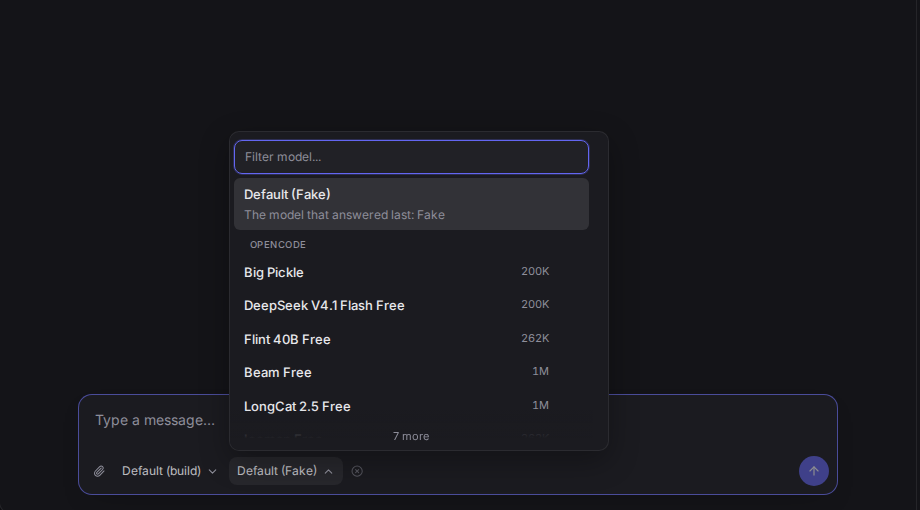 Filter model...
Default (Fake)
The model that answered last: Fake
OPENCODE
Big Pickle 200K
DeepSeek V4.1 Flash Free 200K
Flint 40B Free 262K
Beam Free 1M
LongCat 2.5 Free 1M
7 more
Type a message...
Default (build) Default (Fake)